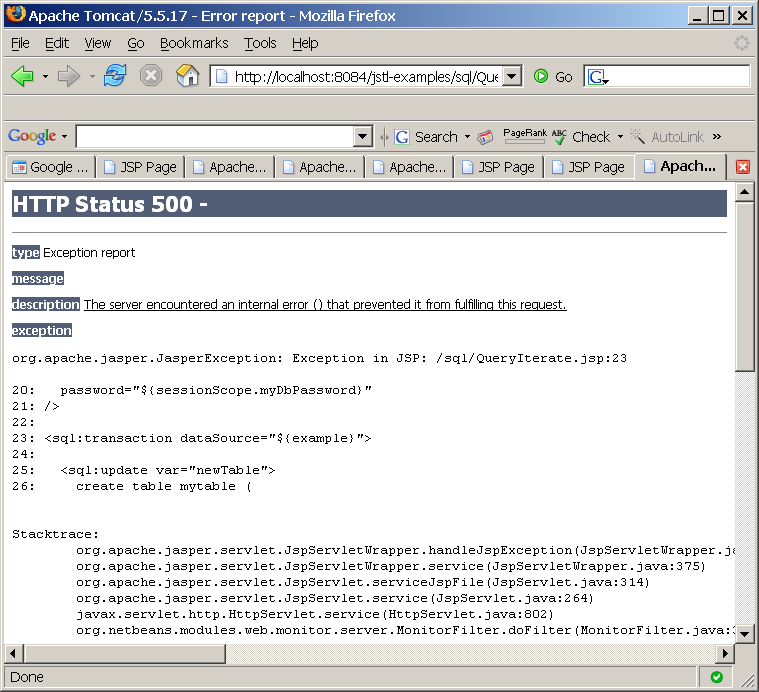 Apache Tomcat/5.5.17 - Error report - Mozilla Firefox
File Edit View Go Bookmarks Tools Help
http://localhost:8084/jstl-examples/sql/Que Go G
Google Search PageRank ABC Check AutoLink »
Google ... JSP Page Apache... Apache... Apache... JSP Page JSP Page Apach...
HTTP Status 500 -
type Exception report
message
description The server encountered an internal error () that prevented it from fulfilling this request.
exception
org.apache.jasper.JasperException: Exception in JSP: /sql/QueryIterate.jsp:23
20:   password="${sessionScope.myDbPassword}"
21: />
22:
23: <sql:transaction dataSource="${example}">
24:
25:   <sql:update var="newTable">
26:     create table mytable (
Stacktrace:
org.apache.jasper.servlet.JspServletWrapper.handleJspException(JspServletWrapper.ja
org.apache.jasper.servlet.JspServletWrapper.service(JspServletWrapper.java:375)
org.apache.jasper.servlet.JspServlet.serviceJspFile(JspServlet.java:314)
org.apache.jasper.servlet.JspServlet.service(JspServlet.java:264)
javax.servlet.http.HttpServlet.service(HttpServlet.java:802)
org.netbeans.modules.web.monitor.server.MonitorFilter.doFilter(MonitorFilter.java:3
Done